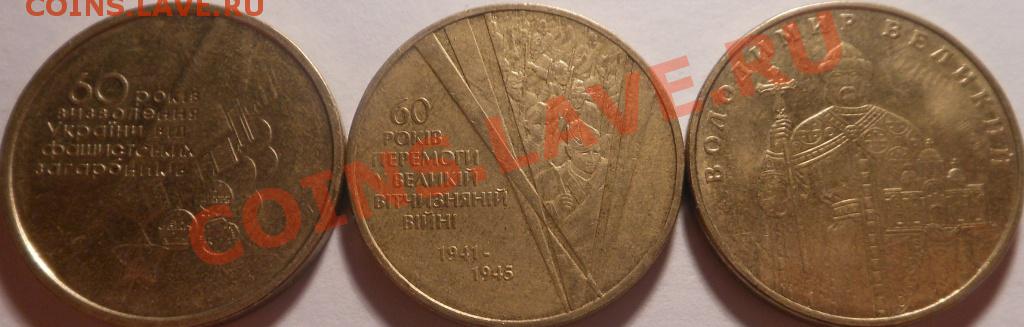 COINS.LAVE.RU
60 років
визволення
України від
фашистських
загарбників
60
РОКІВ
ПЕРЕМОГИ
У ВЕЛИКІЙ
ВІТЧИЗНЯНІЙ
ВІЙНІ
1941-
1945
ВОЛОДИМИР ВЕЛИКИЙ
COINS.LAVE.RU